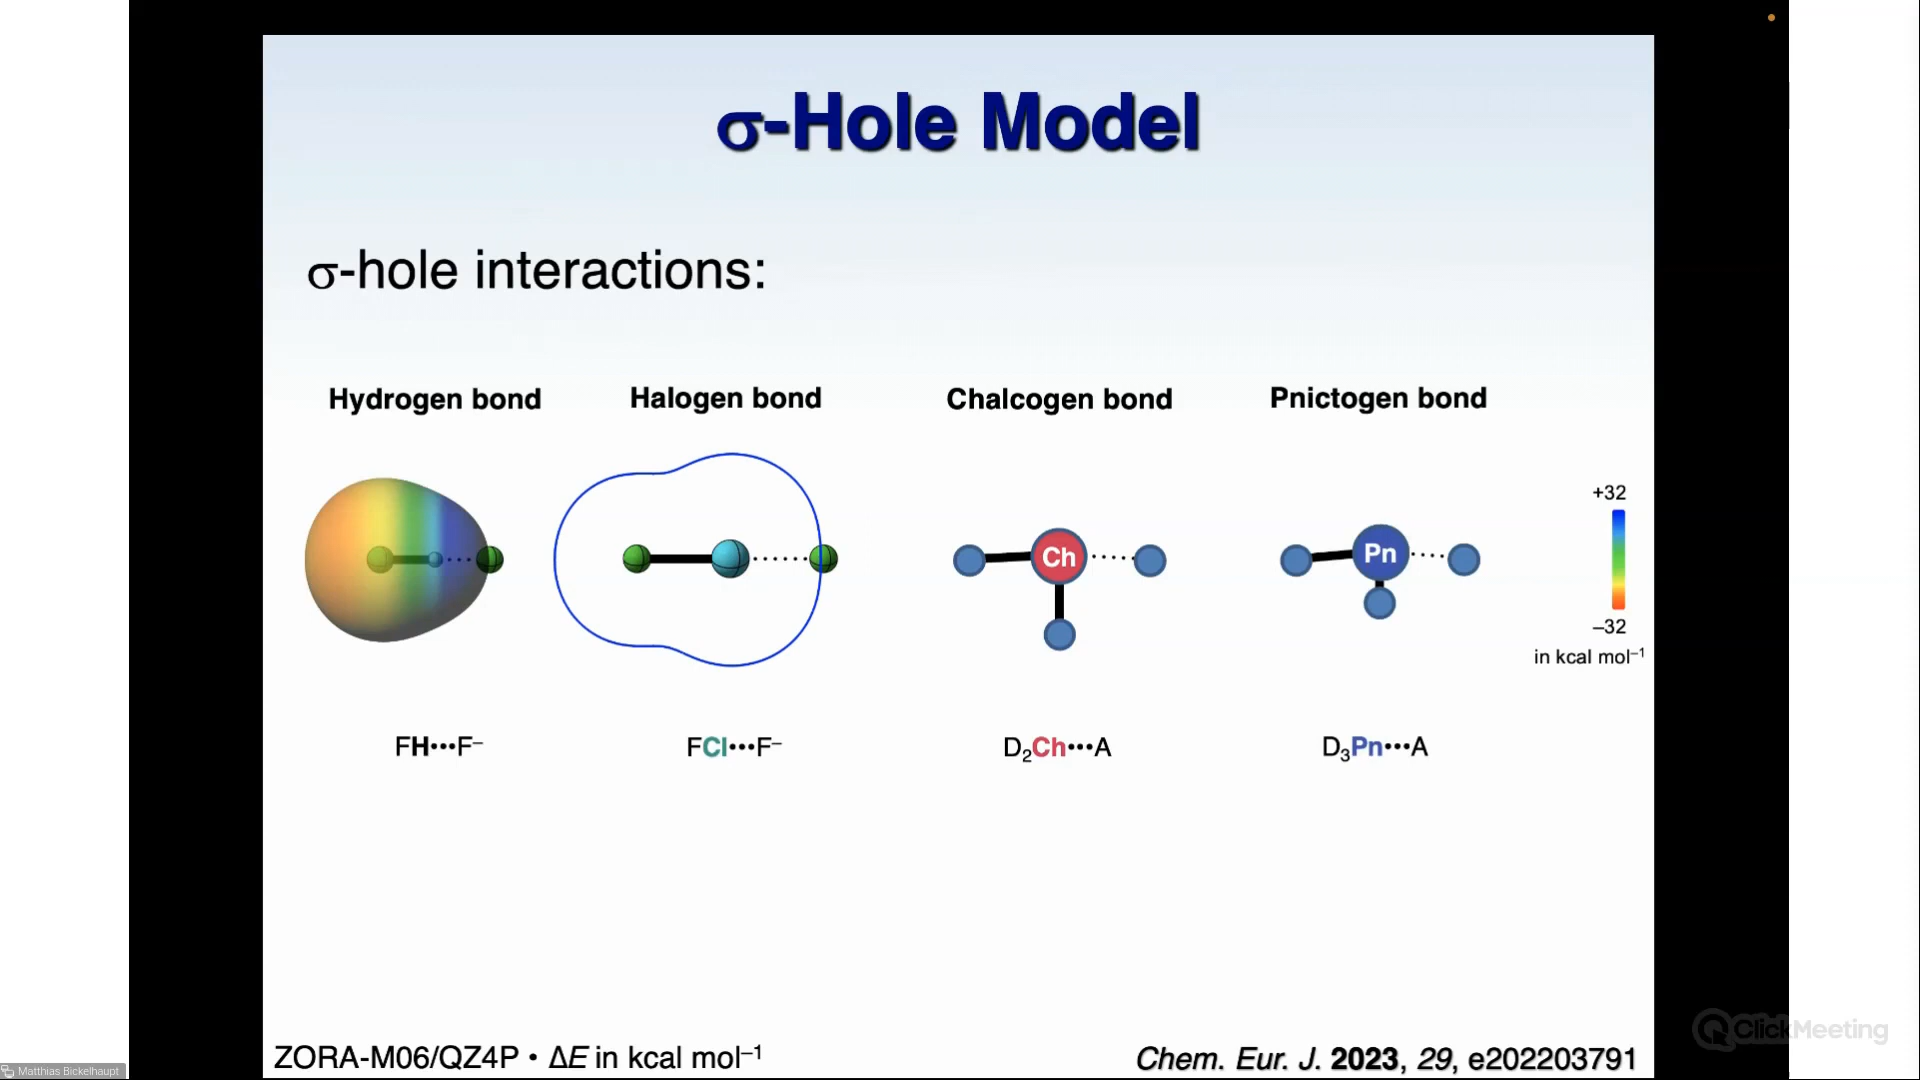 σ-Hole Model
σ-hole interactions:
Hydrogen bond
Halogen bond
Chalcogen bond
Pnictogen bond
Ch
Pn
+32
–32
in kcal mol⁻¹
FH···F⁻
FCl···F⁻
D₂Ch···A
D₃Pn···A
ZORA-M06/QZ4P • ΔE in kcal mol⁻¹
Chem. Eur. J. 2023, 29, e202203791
ClickMeeting
Matthias Bickelhaupt